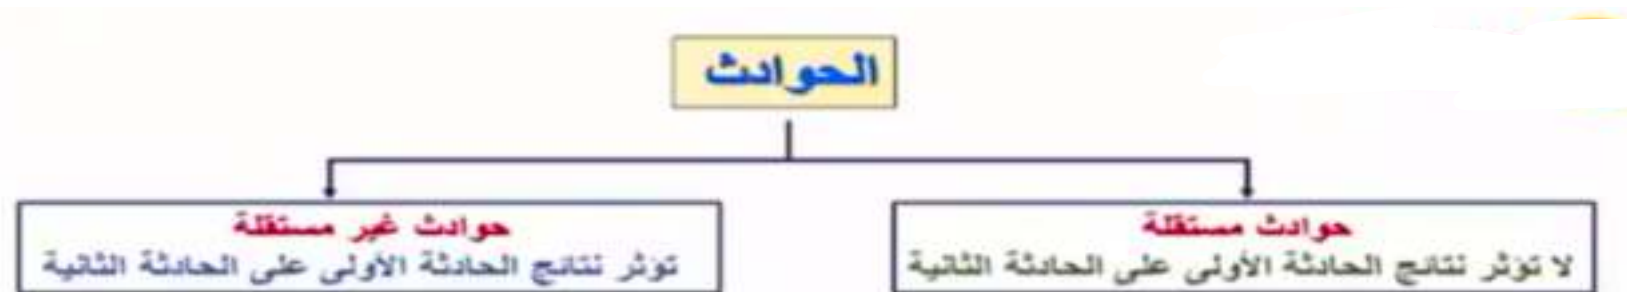 الحوادث
حوادث مستقلة
لا تؤثر نتائج الحادثة الأولى على الحادثة الثانية
حوادث غير مستقلة
تؤثر نتائج الحادثة الأولى على الحادثة الثانية